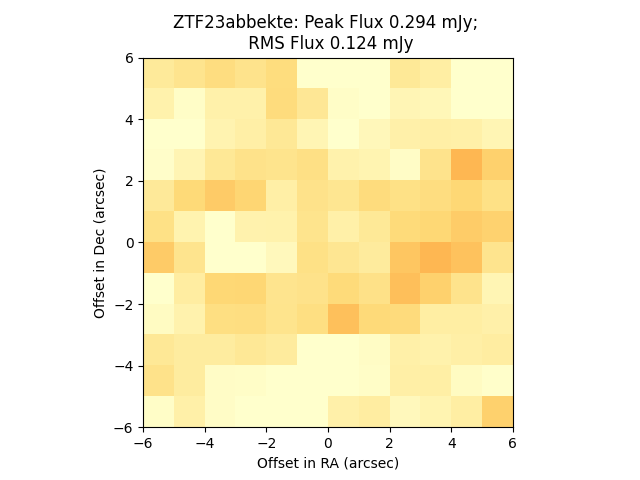 ZTF23abbekte: Peak Flux 0.294 mJy;
RMS Flux 0.124 mJy
6
4
2
0
−2
−4
−6
Offset in Dec (arcsec)
−6 −4 −2 0 2 4 6
Offset in RA (arcsec)